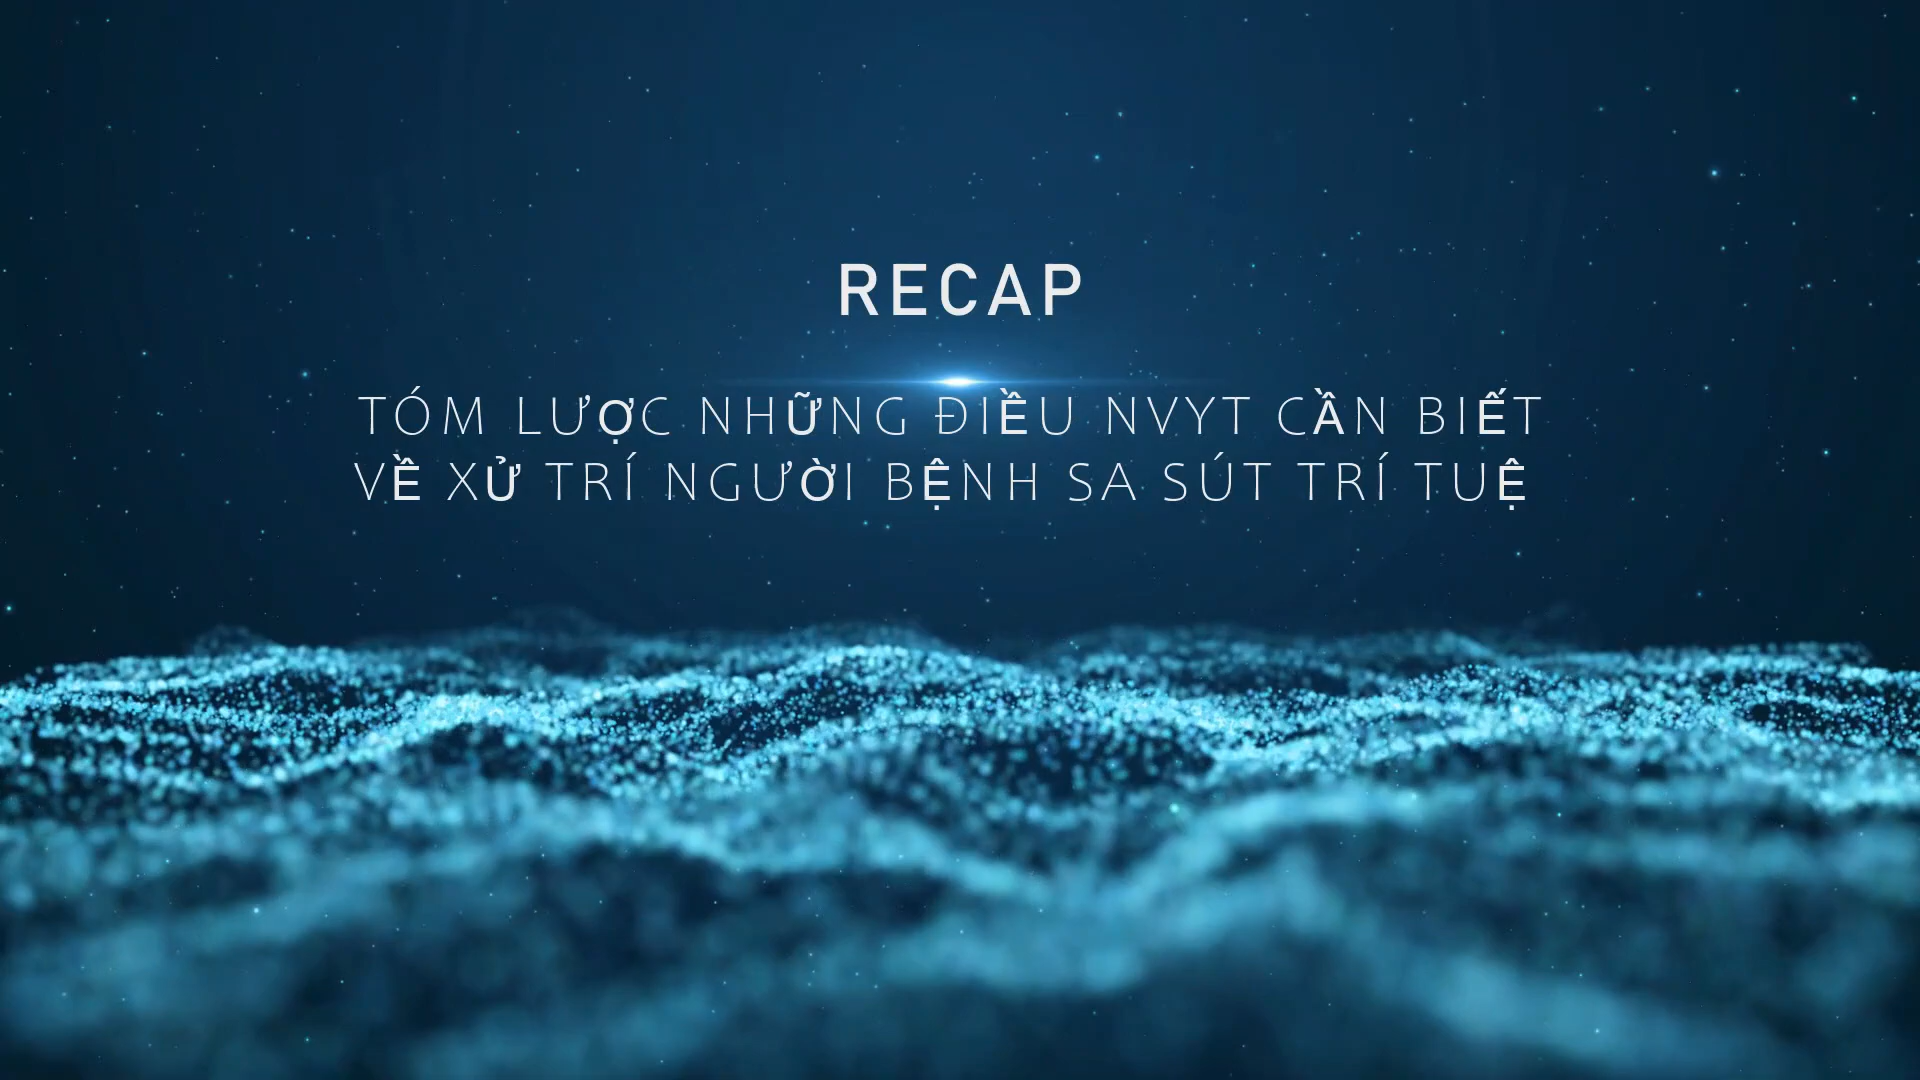 RECAP
TÓM LƯỢC NHỮNG ĐIỀU NVYT CẦN BIẾT
VỀ XỬ TRÍ NGƯỜI BỆNH SA SÚT TRÍ TUỆ